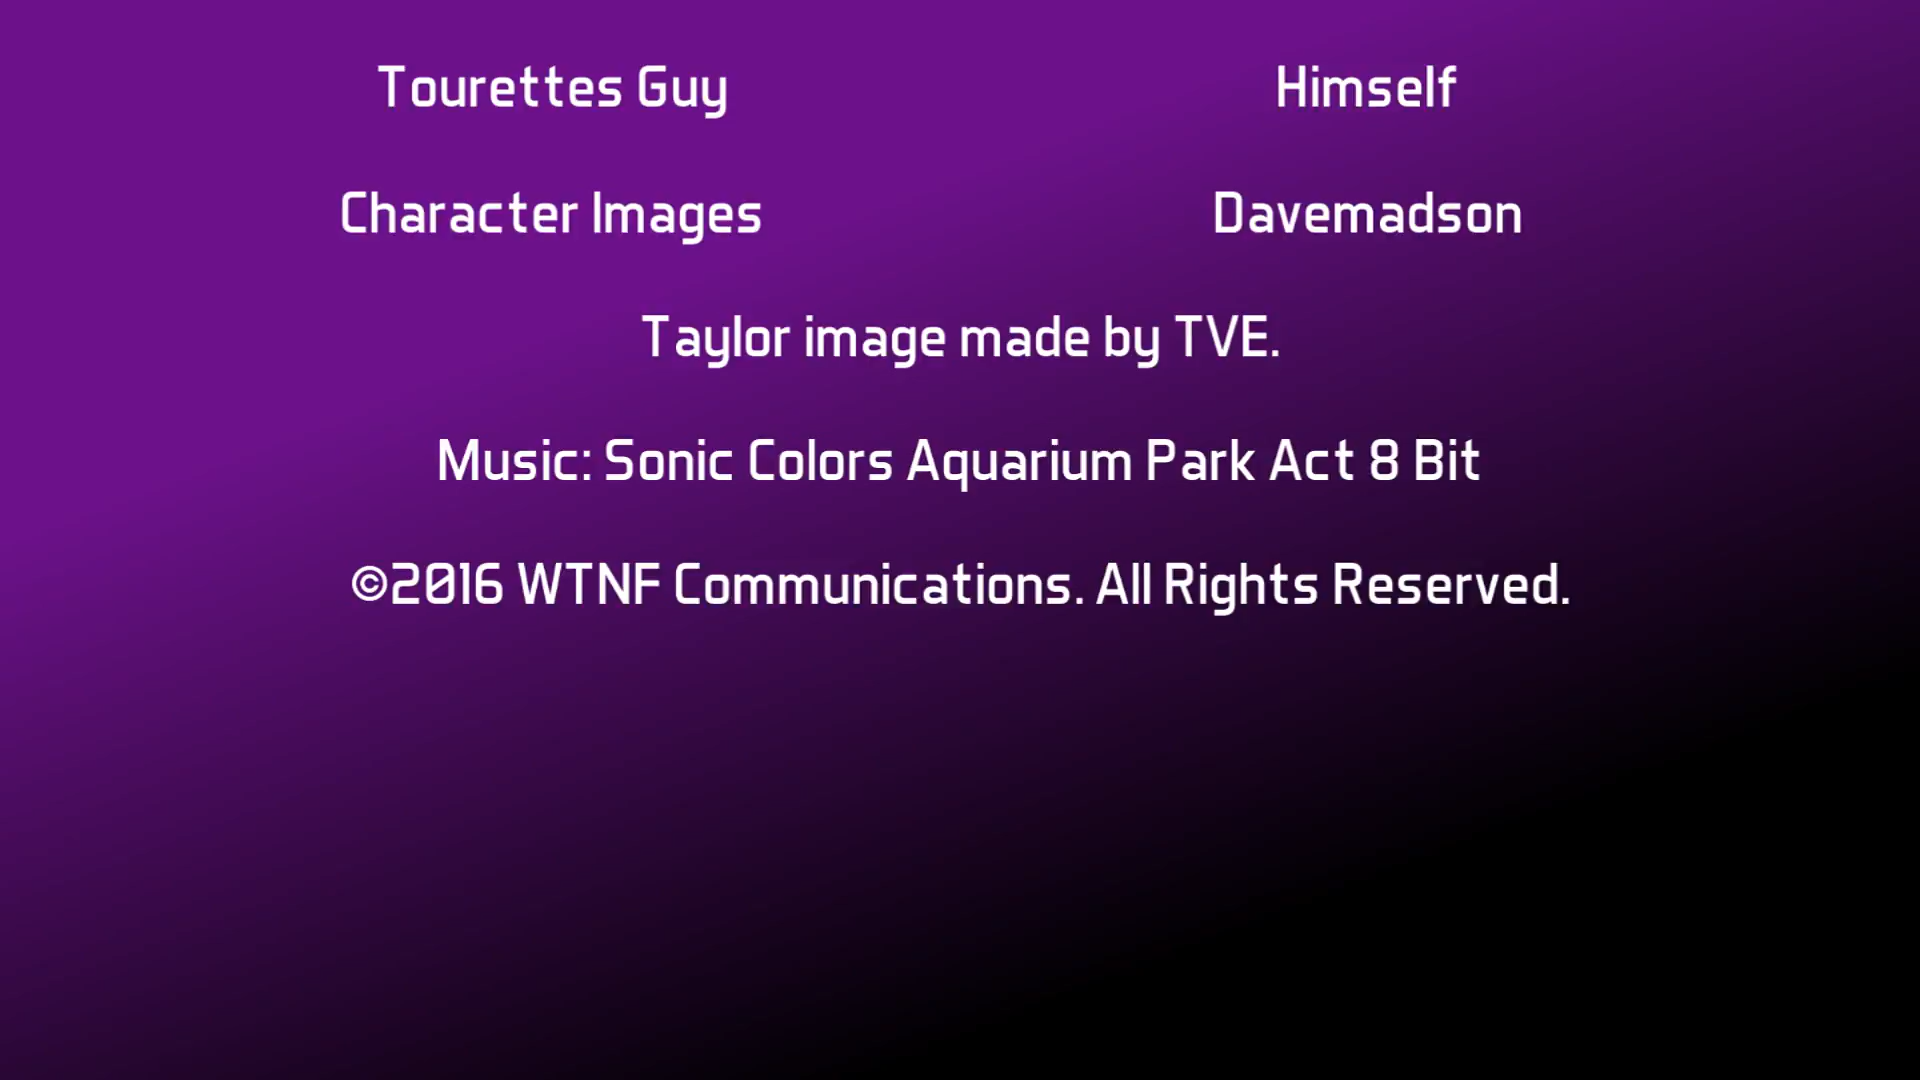 Tourettes Guy Himself
Character Images Davemadson
Taylor image made by TVE.
Music: Sonic Colors Aquarium Park Act 8 Bit
©2016 WTNF Communications. All Rights Reserved.